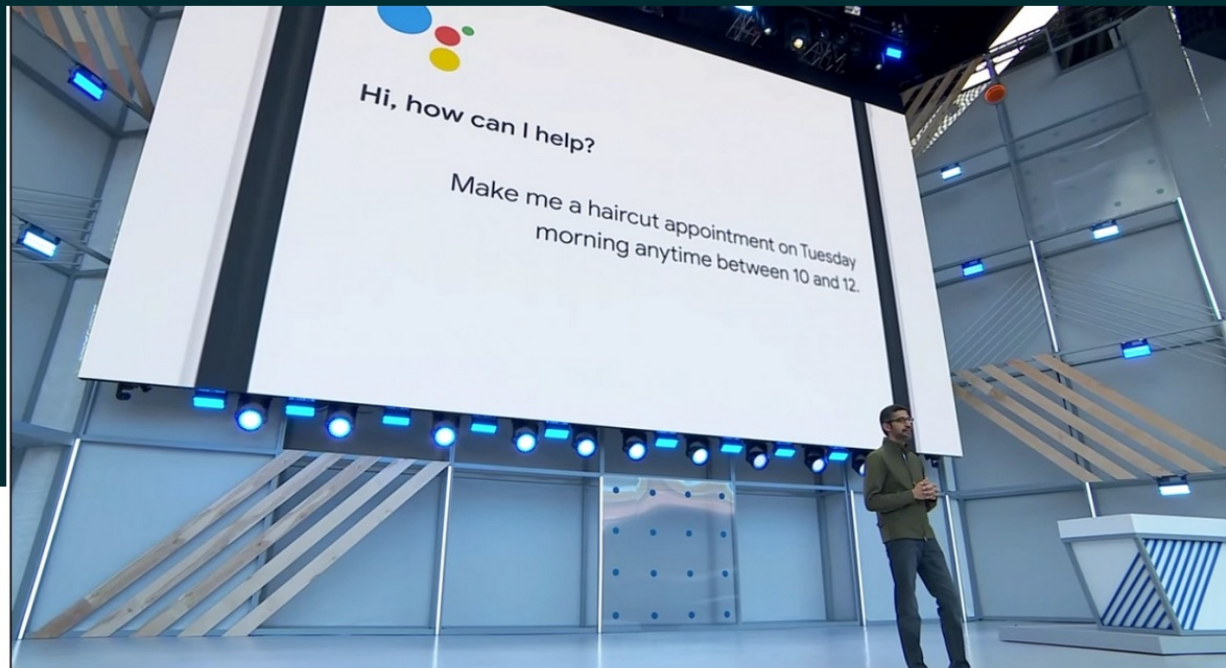 Hi, how can I help?
Make me a haircut appointment on Tuesday
morning anytime between 10 and 12.